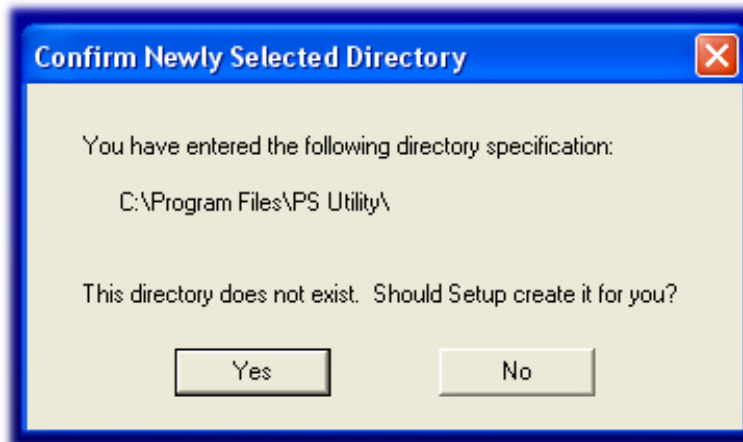 Confirm Newly Selected Directory
You have entered the following directory specification:
C:\Program Files\PS Utility\
This directory does not exist.  Should Setup create it for you?
Yes
No